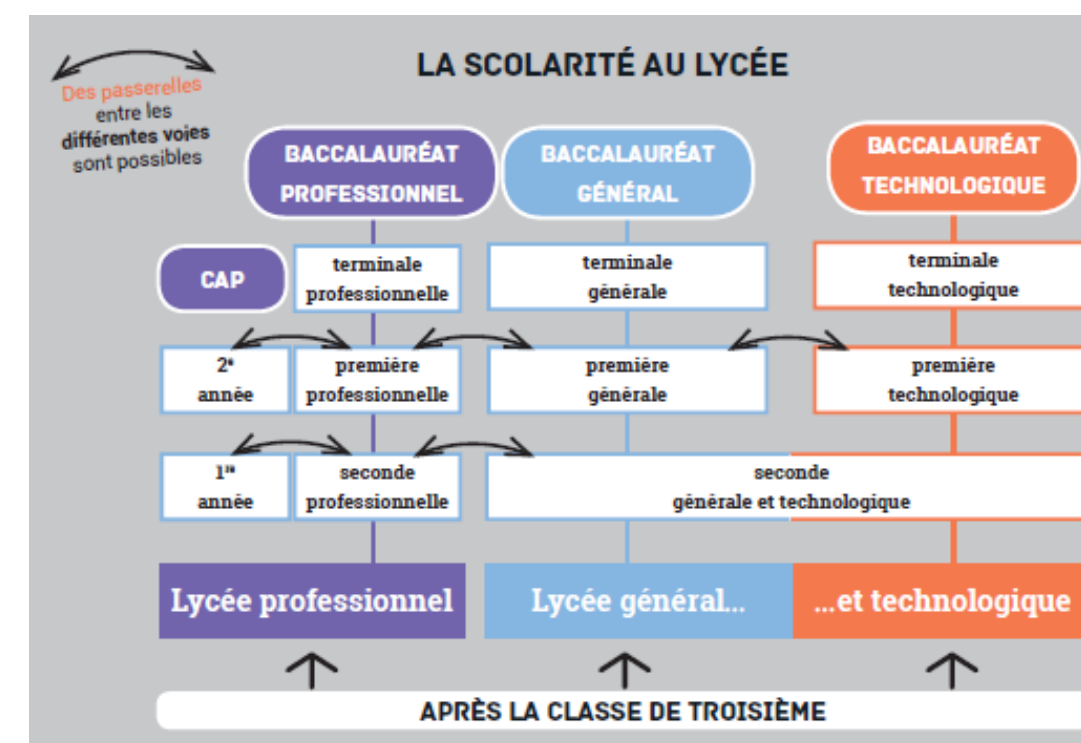 LA SCOLARITÉ AU LYCÉE
Des passerelles
entre les
différentes voies
sont possibles
BACCALAURÉAT
PROFESSIONNEL
BACCALAURÉAT
GÉNÉRAL
BACCALAURÉAT
TECHNOLOGIQUE
CAP
terminale
professionnelle
terminale
générale
terminale
technologique
2e
année
première
professionnelle
première
générale
première
technologique
1re
année
seconde
professionnelle
seconde
générale et technologique
Lycée professionnel
Lycée général...
...et technologique
APRÈS LA CLASSE DE TROISIÈME